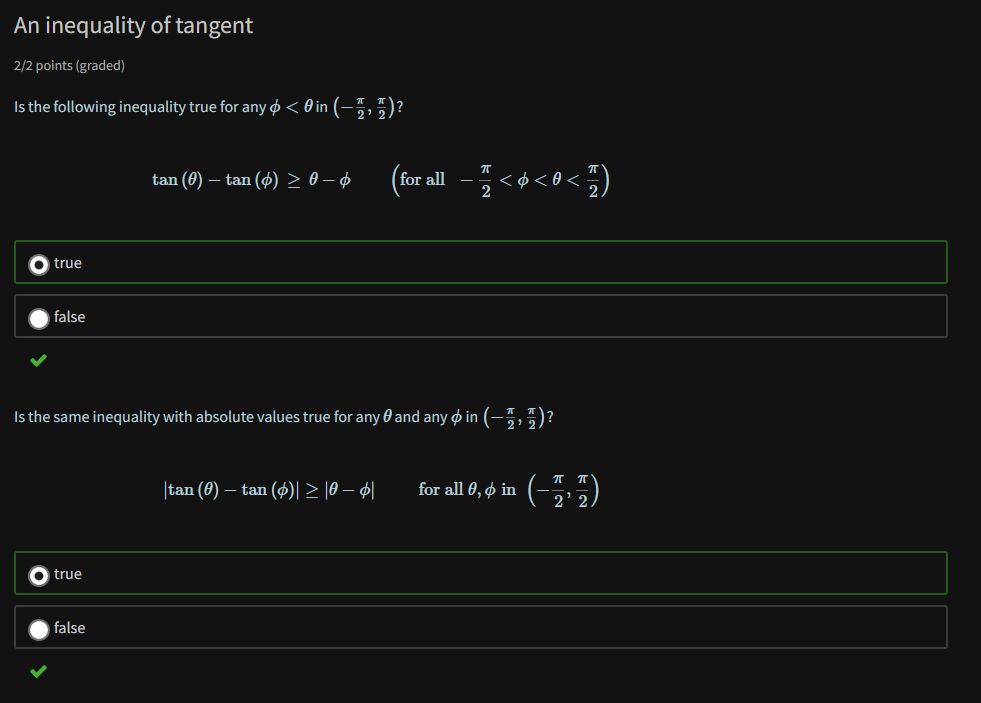 An inequality of tangent
2/2 points (graded)
Is the following inequality true for any ϕ < θ in (−π/2, π/2)?
tan (θ) − tan (ϕ) ≥ θ − ϕ (for all − π/2 < ϕ < θ < π/2)
true
false
Is the same inequality with absolute values true for any θ and any ϕ in (−π/2, π/2)?
|tan (θ) − tan (ϕ)| ≥ |θ − ϕ| for all θ, ϕ in (−π/2, π/2)
true
false